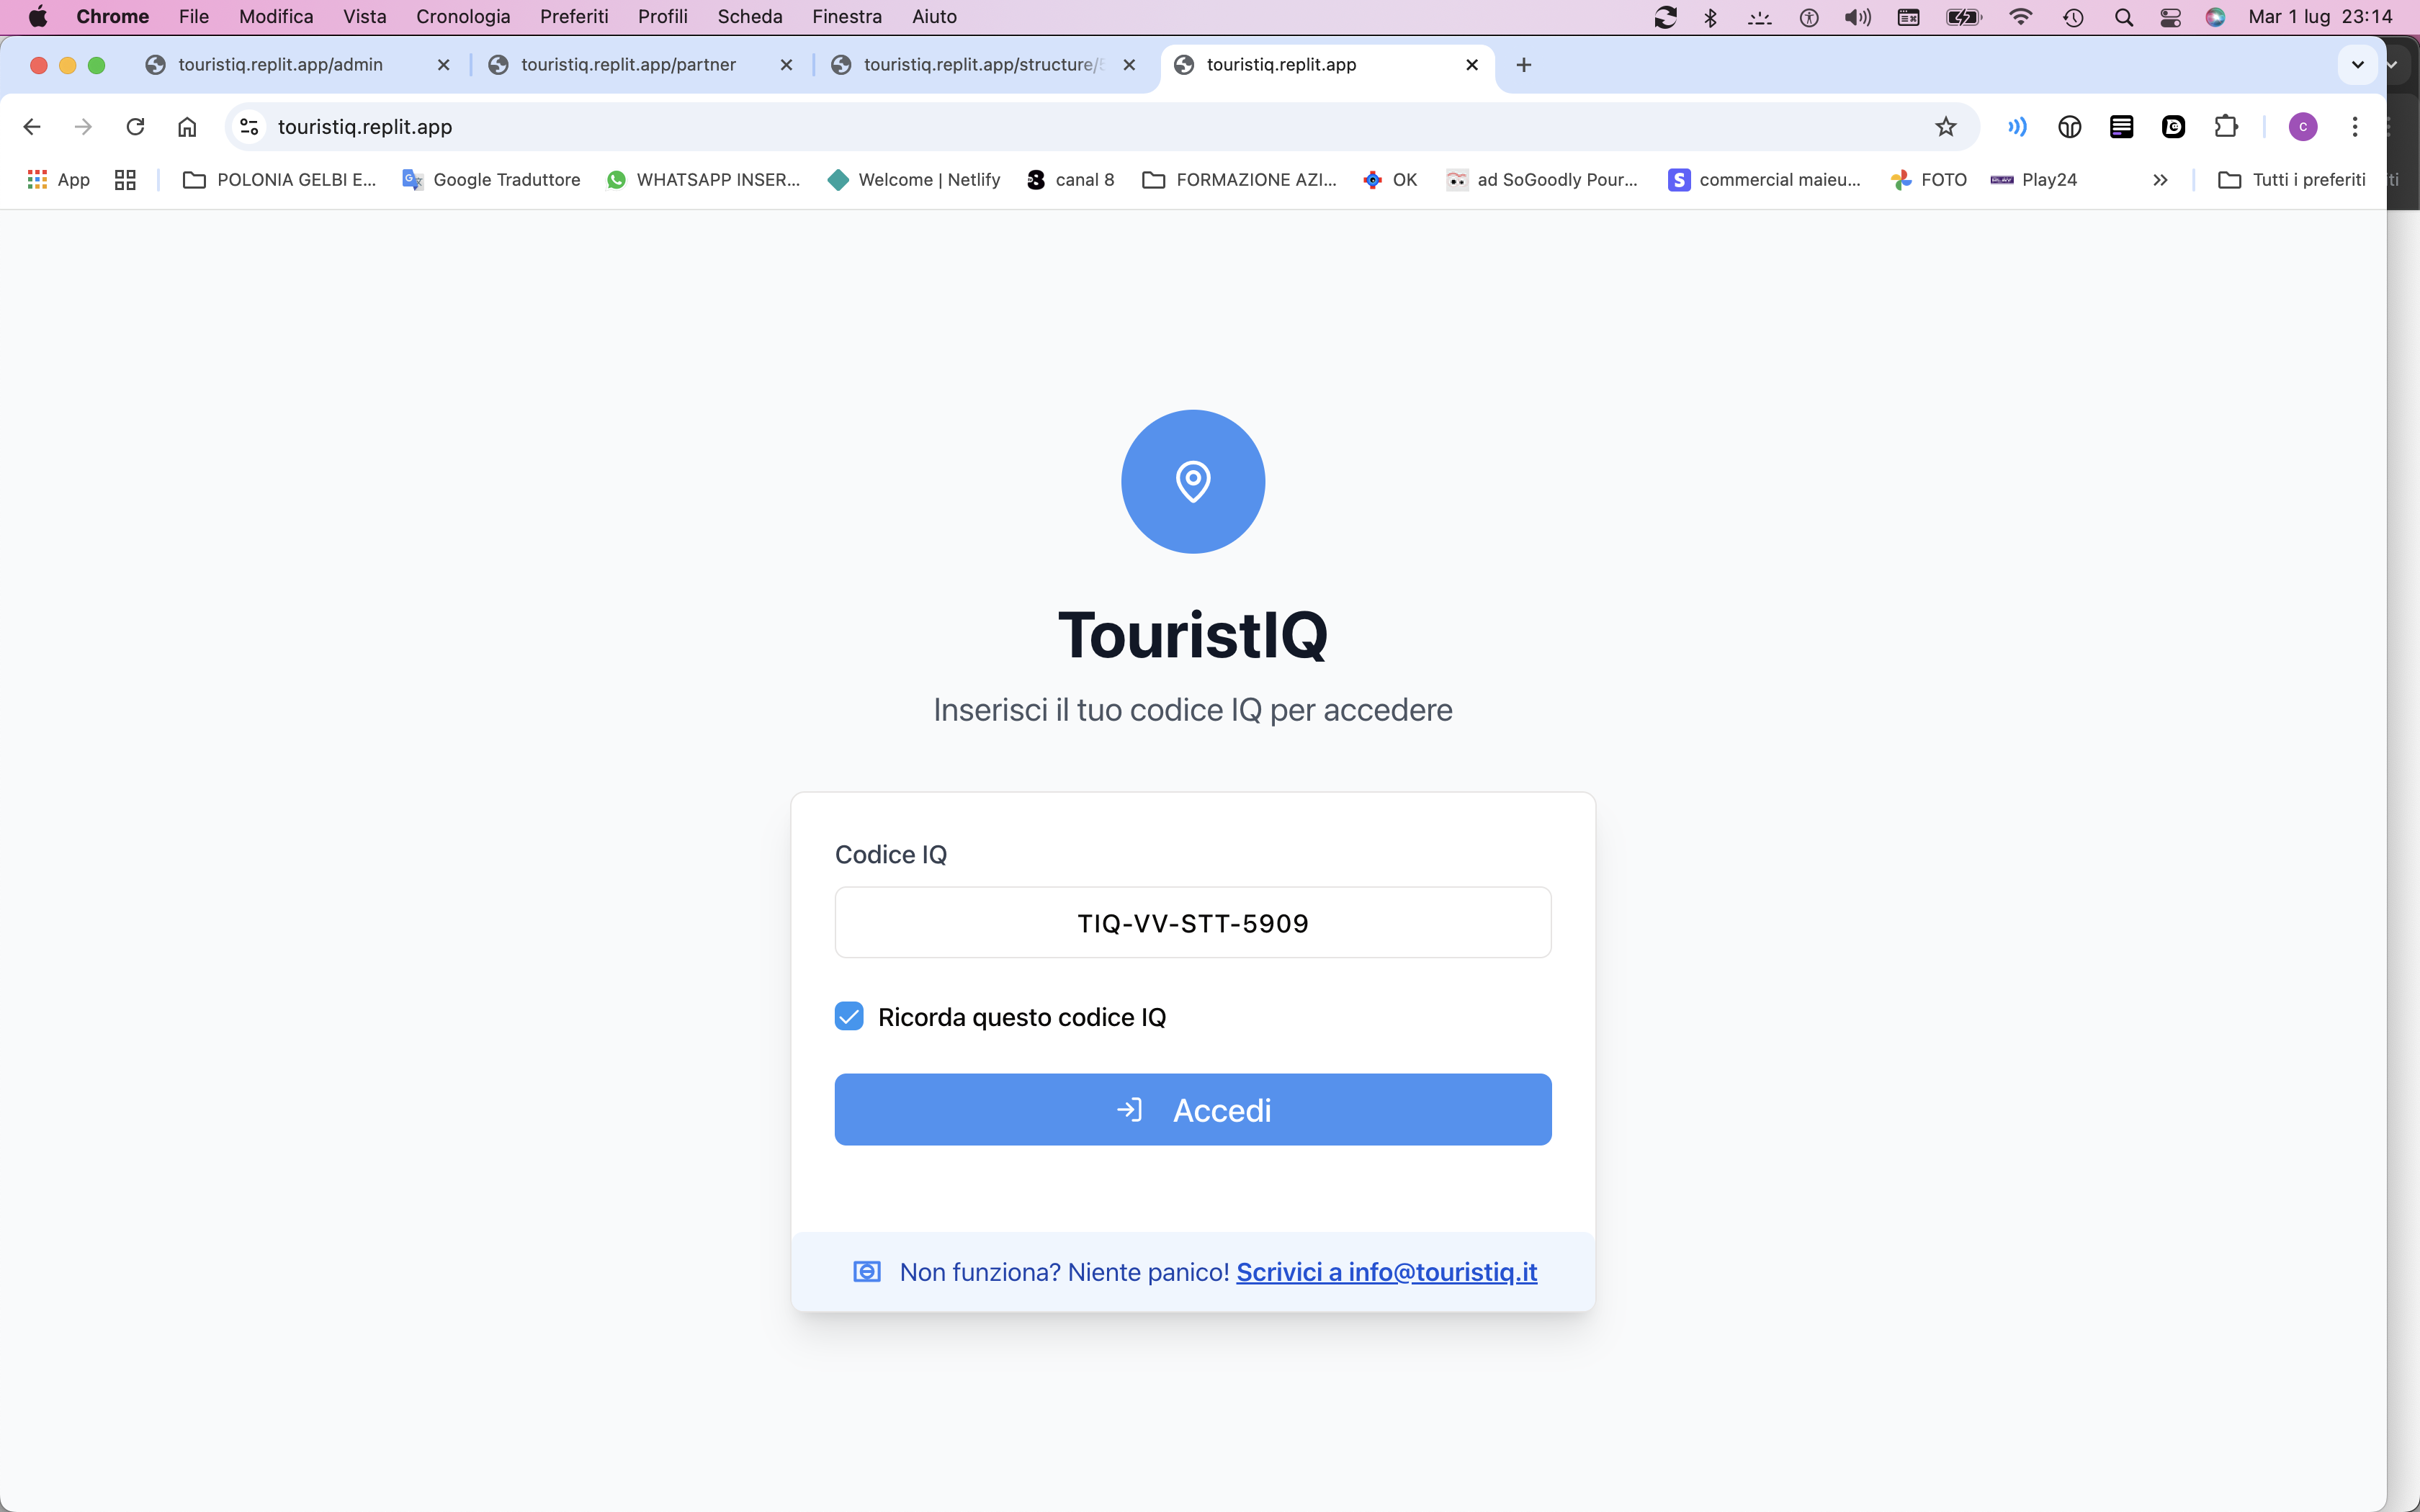 Chrome File Modifica Vista Cronologia Preferiti Profili Scheda Finestra Aiuto Mar 1 lug 23:14
touristiq.replit.app/admin touristiq.replit.app/partner touristiq.replit.app/structure/ touristiq.replit.app
touristiq.replit.app
App POLONIA GELBI E... Google Traduttore WHATSAPP INSER... Welcome | Netlify canal 8 FORMAZIONE AZI... OK ad SoGoodly Pour... commercial maieu... FOTO Play24 Tutti i preferiti
TouristIQ
Inserisci il tuo codice IQ per accedere
Codice IQ
TIQ-VV-STT-5909
Ricorda questo codice IQ
Accedi
Non funziona? Niente panico! Scrivici a info@touristiq.it